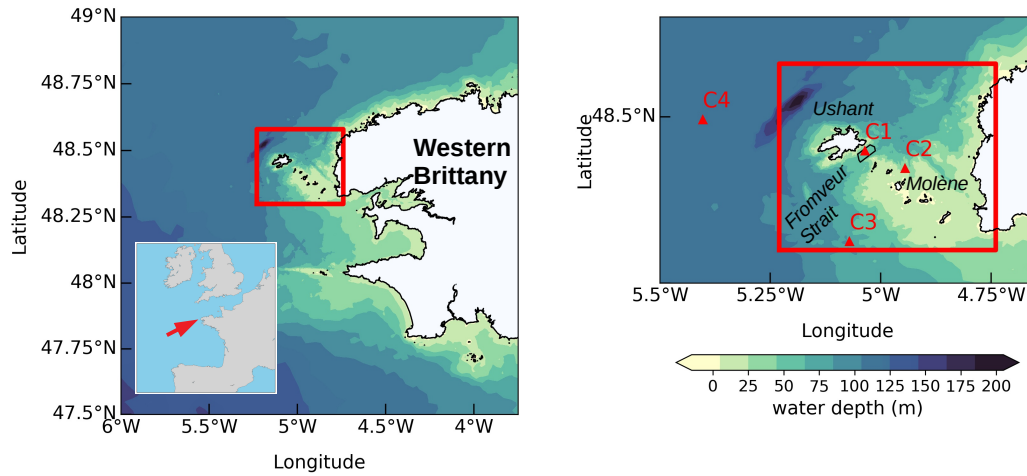 49°N
48.75°N
48.5°N
48.25°N
48°N
47.75°N
47.5°N
Latitude
Western
Brittany
6°W
5.5°W
5°W
4.5°W
4°W
Longitude
48.5°N
Latitude
C4
Ushant
C1
C2
Molène
Fromveur
Strait
C3
5.5°W
5.25°W
5°W
4.75°W
Longitude
0
25
50
75
100
125
150
175
200
water depth (m)